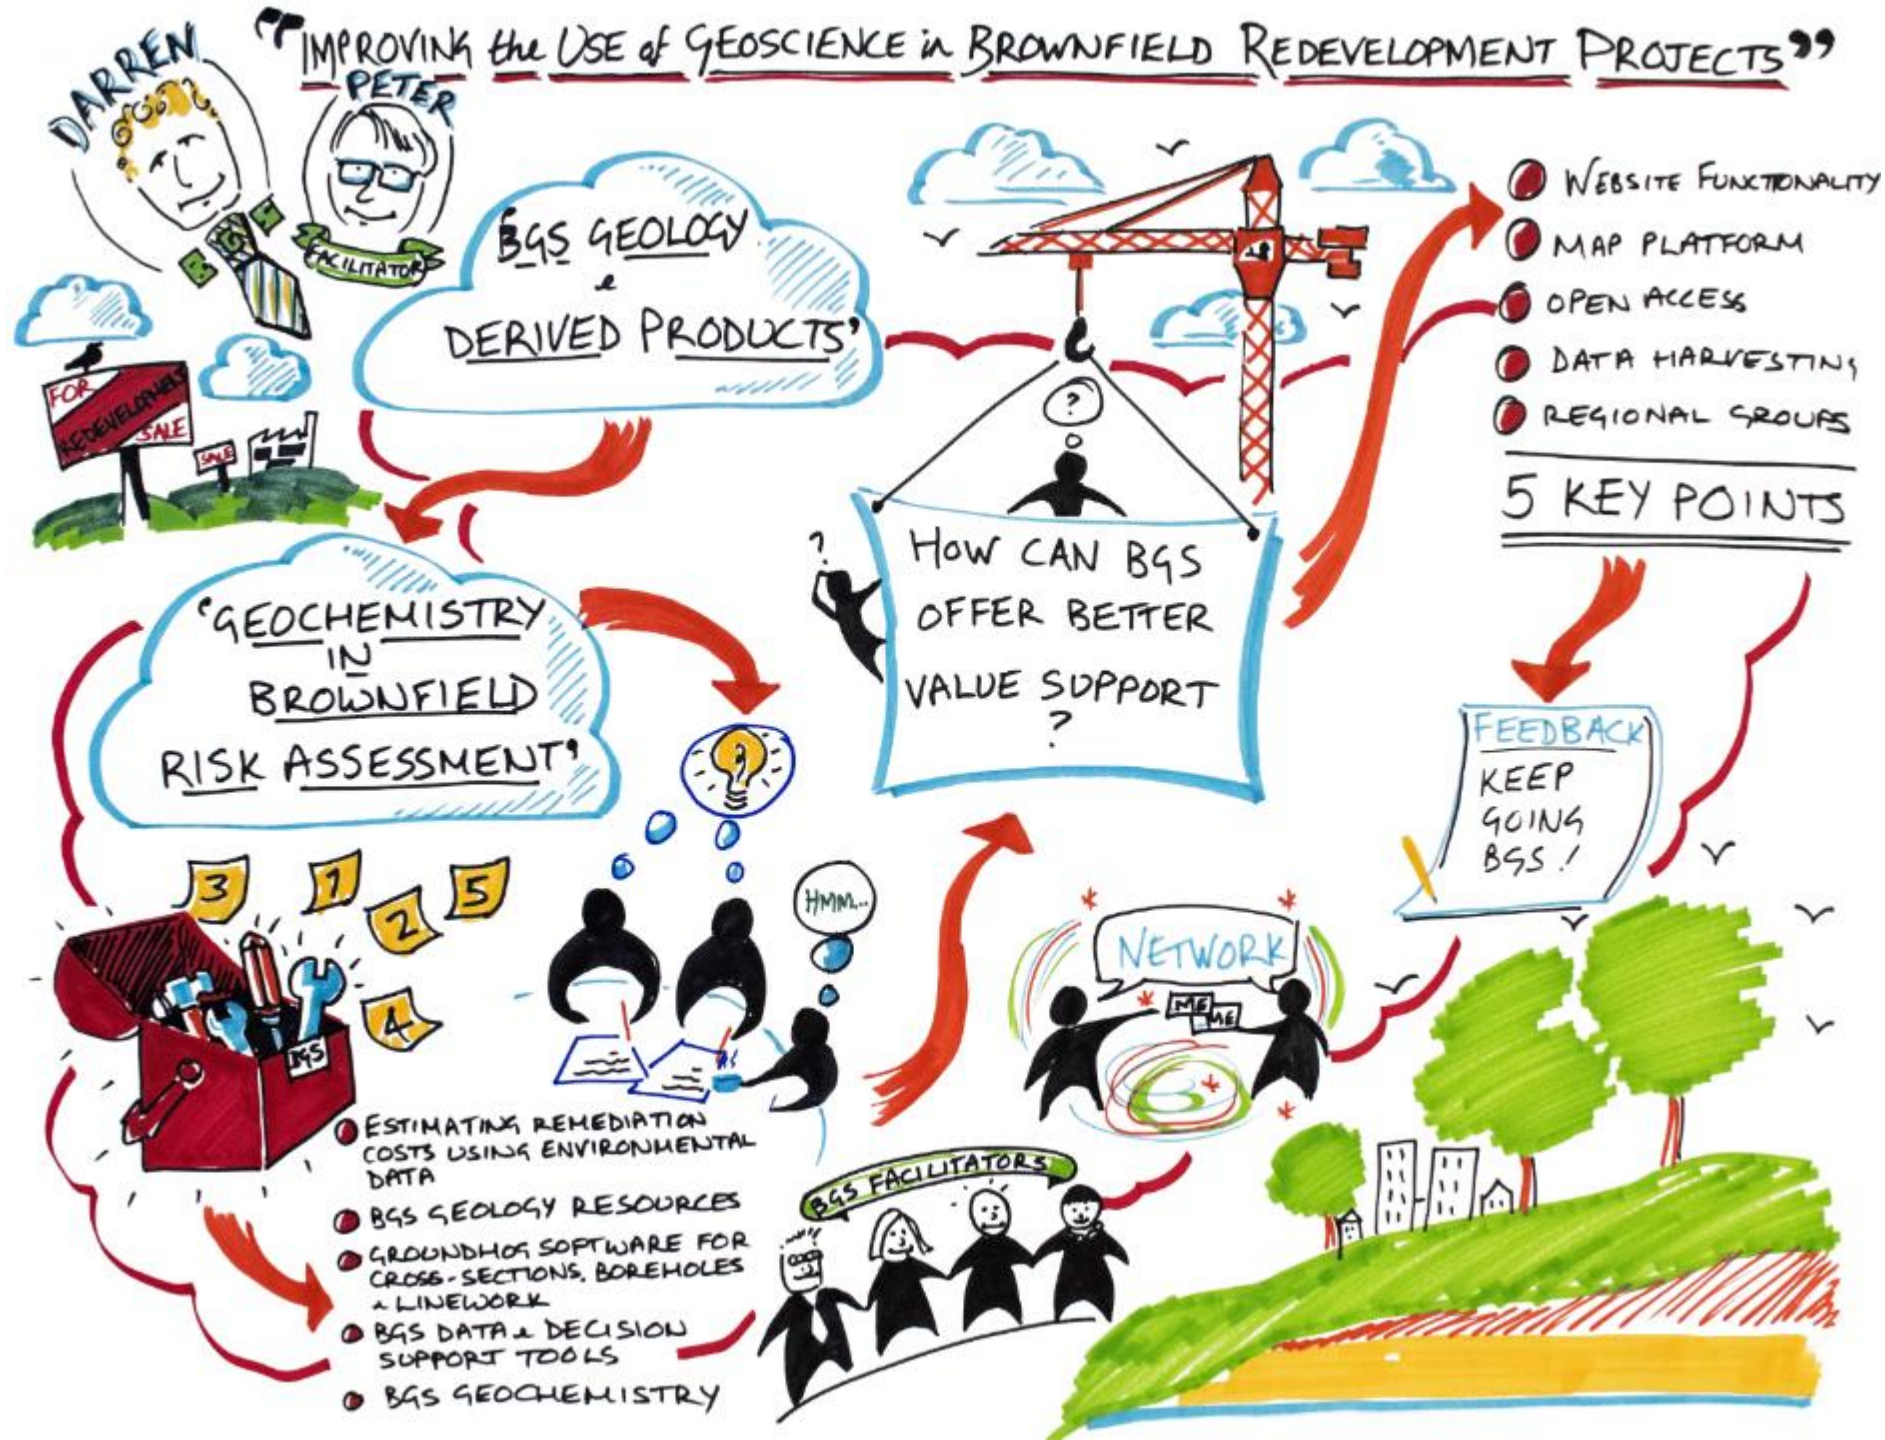 "IMPROVING the USE of GEOSCIENCE in BROWNFIELD REDEVELOPMENT PROJECTS"
DARREN
PETER
FACILITATORS
'BGS GEOLOGY
&
DERIVED PRODUCTS'
FOR
REDEVELOPMENT
SALE
SALE
'GEOCHEMISTRY
IN
BROWNFIELD
RISK ASSESSMENT'
3
1
2
5
4
BGS
ESTIMATING REMEDIATION
COSTS USING ENVIRONMENTAL
DATA
BGS GEOLOGY RESOURCES
GROUNDHOG SOFTWARE FOR
CROSS-SECTIONS, BOREHOLES
& LINEWORK
BGS DATA & DECISION
SUPPORT TOOLS
BGS GEOCHEMISTRY
HMM...
BGS FACILITATORS
?
?
HOW CAN BGS
OFFER BETTER
VALUE SUPPORT
?
WEBSITE FUNCTIONALITY
MAP PLATFORM
OPEN ACCESS
DATA HARVESTING
REGIONAL GROUPS
5 KEY POINTS
FEEDBACK
KEEP
GOING
BGS!
NETWORK
ME
ME